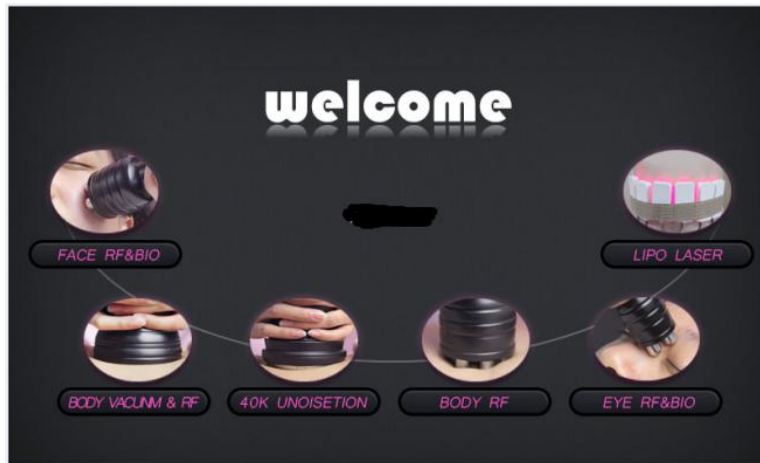 welcome
FACE RF&BIO
LIPO LASER
BODY VACUNM & RF
40K UNOISETION
BODY RF
EYE RF&BIO